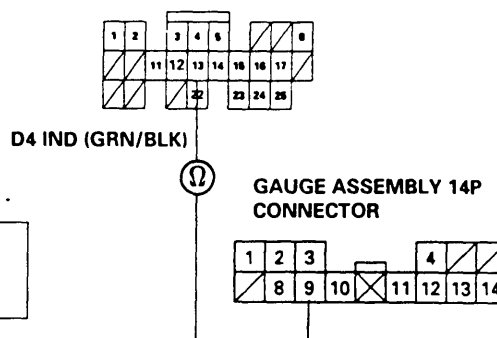 1 2 3 4 5 8
11 12 13 14 15 16 17
22 23 24 25
D4 IND (GRN/BLK)
Ω
GAUGE ASSEMBLY 14P
CONNECTOR
1 2 3 4
8 9 10 11 12 13 14